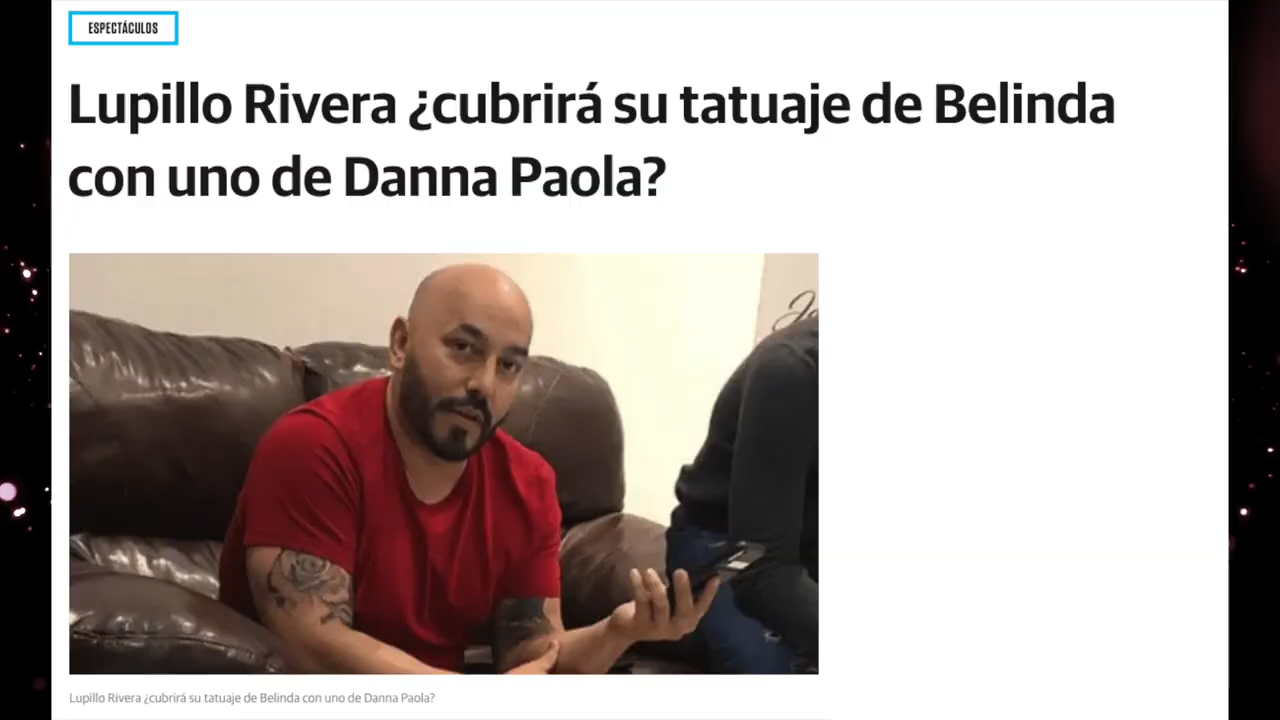 ESPECTÁCULOS
Lupillo Rivera ¿cubrirá su tatuaje de Belinda
con uno de Danna Paola?
Lupillo Rivera ¿cubrirá su tatuaje de Belinda con uno de Danna Paola?